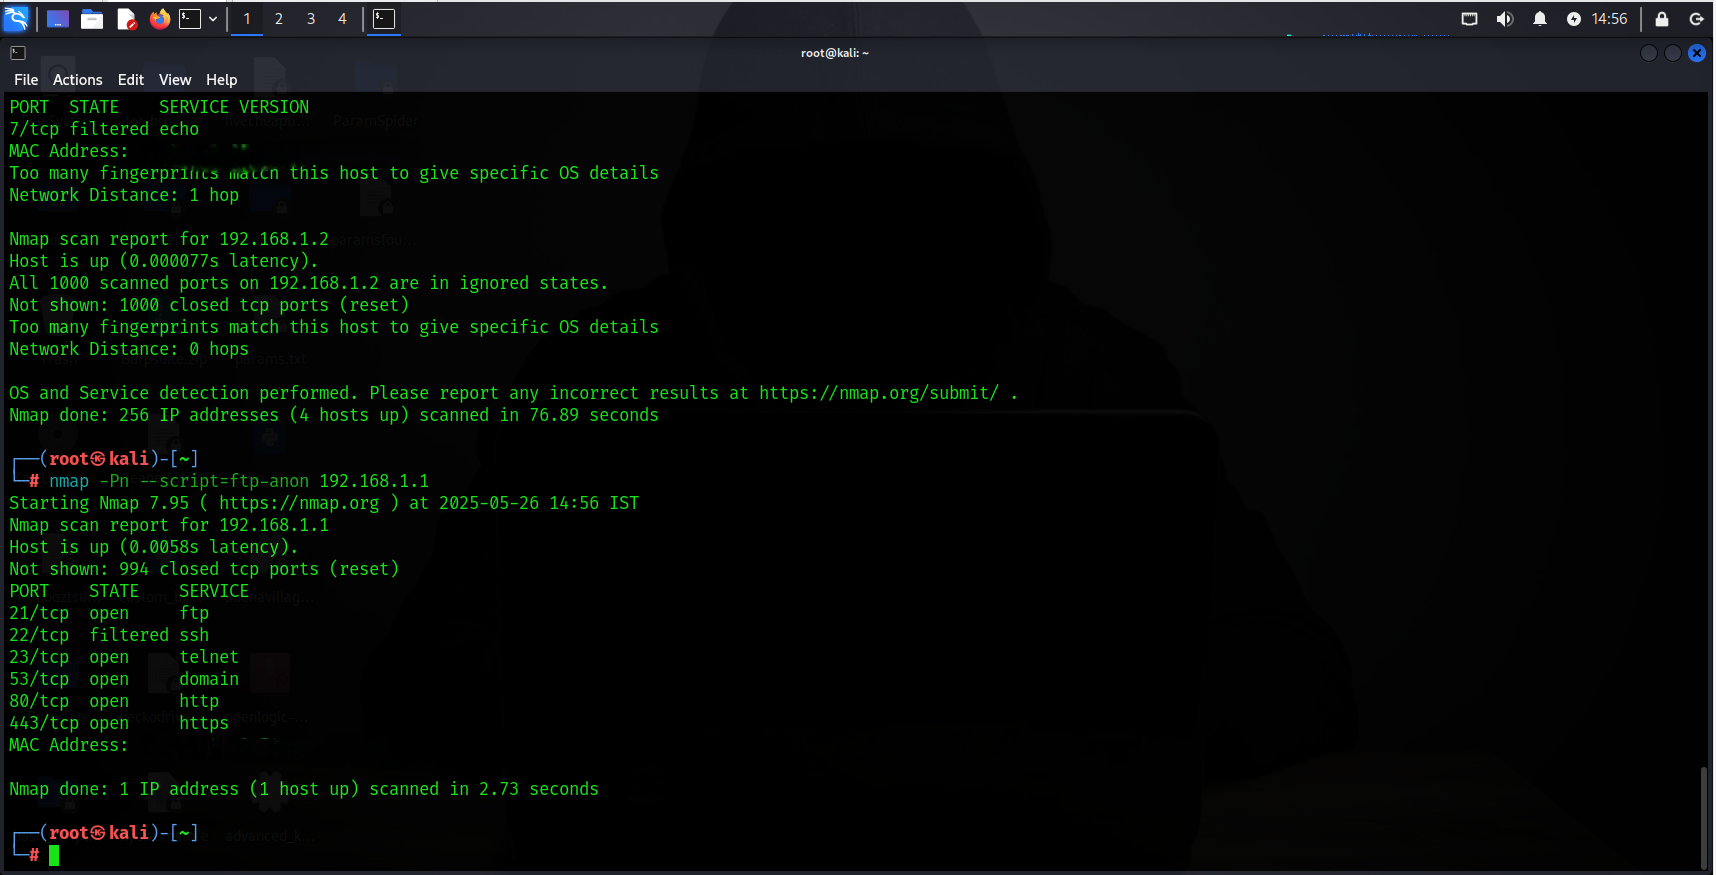 1 2 3 4 14:56
root@kali: ~
File Actions Edit View Help
PORT STATE SERVICE VERSION
7/tcp filtered echo
MAC Address:
Too many fingerprints match this host to give specific OS details
Network Distance: 1 hop
Nmap scan report for 192.168.1.2
Host is up (0.000077s latency).
All 1000 scanned ports on 192.168.1.2 are in ignored states.
Not shown: 1000 closed tcp ports (reset)
Too many fingerprints match this host to give specific OS details
Network Distance: 0 hops
OS and Service detection performed. Please report any incorrect results at https://nmap.org/submit/ .
Nmap done: 256 IP addresses (4 hosts up) scanned in 76.89 seconds
┌──(root㉿kali)-[~]
└─# nmap -Pn --script=ftp-anon 192.168.1.1
Starting Nmap 7.95 ( https://nmap.org ) at 2025-05-26 14:56 IST
Nmap scan report for 192.168.1.1
Host is up (0.0058s latency).
Not shown: 994 closed tcp ports (reset)
PORT STATE SERVICE
21/tcp open ftp
22/tcp filtered ssh
23/tcp open telnet
53/tcp open domain
80/tcp open http
443/tcp open https
MAC Address:
Nmap done: 1 IP address (1 host up) scanned in 2.73 seconds
┌──(root㉿kali)-[~]
└─#